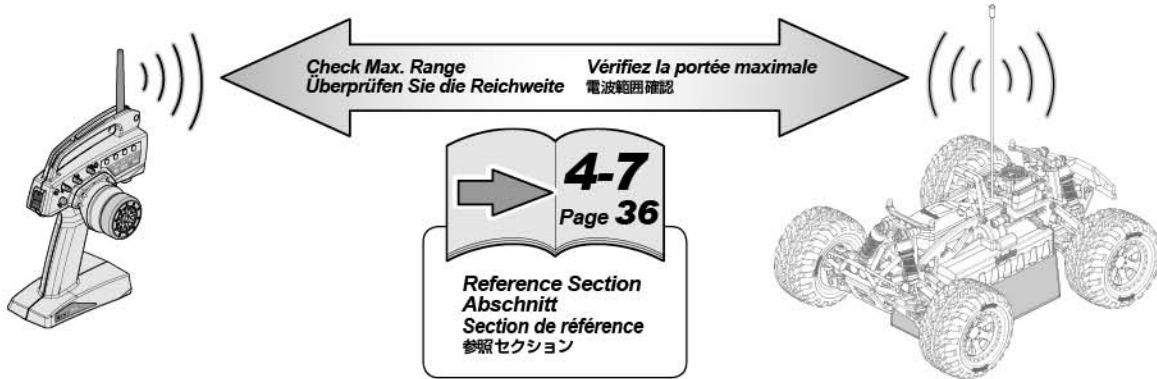 Check Max. Range
Überprüfen Sie die Reichweite
Vérifiez la portée maximale
電波範囲確認
4-7
Page 36
Reference Section
Abschnitt
Section de référence
参照セクション